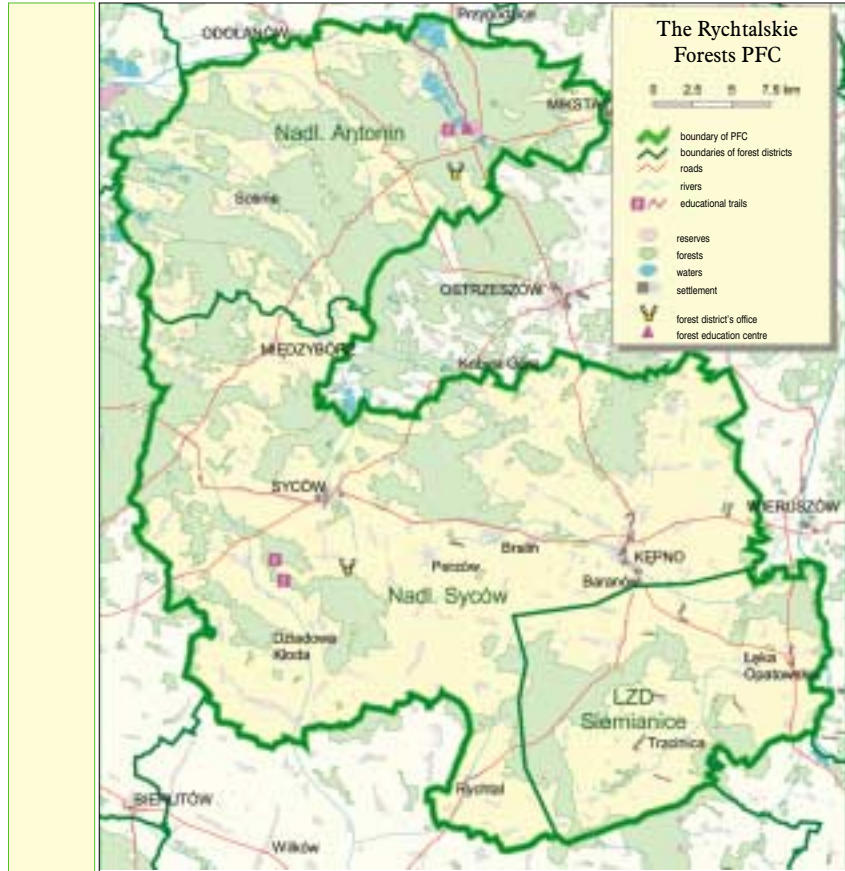 The Rychtalskie
Forests PFC
0 2.5 5 7.5 km
boundary of PFC
boundaries of forest districts
roads
rivers
educational trails
reserves
forests
waters
settlement
forest district's office
forest education centre
Przygodzice
ODOLANÓW
MIKSTA
Nadl. Antonin
Sośnie
OSTRZESZÓW
MIĘDZYBÓRZ
Kobyla Góra
SYCÓW
WIERUSZÓW
Bralin
KĘPNO
Perzów
Baranów
Nadl. Syców
Dziadowa
Kłoda
Łęka
Opatowska
LZD
Siemianice
Trzcinica
Rychtal
BIERUTÓW
Wilków